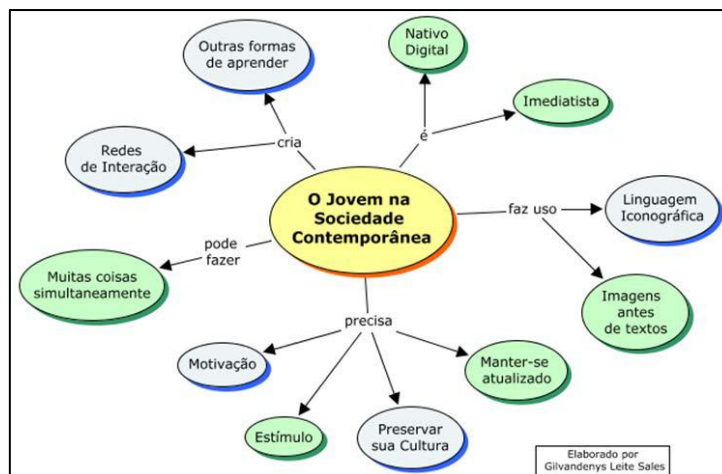 Outras formas
de aprender
Nativo
Digital
Imediatista
cria
é
Redes
de Interação
O Jovem na
Sociedade
Contemporânea
faz uso
Linguagem
Iconográfica
pode
fazer
Muitas coisas
simultaneamente
Imagens
antes
de textos
precisa
Motivação
Manter-se
atualizado
Estímulo
Preservar
sua Cultura
Elaborado por
Gilvandenys Leite Sales